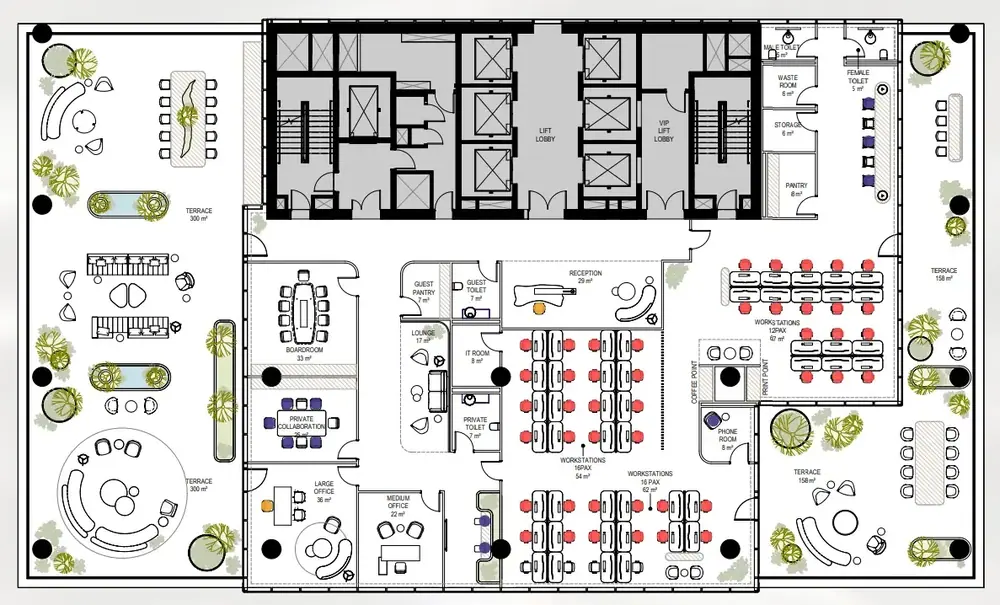 MALE TOILET
5 m²
FEMALE
TOILET
5 m²
WASTE
ROOM
6 m²
STORAGE
6 m²
PANTRY
8 m²
LIFT
LOBBY
VIP
LIFT
LOBBY
TERRACE
300 m²
TERRACE
158 m²
GUEST
PANTRY
7 m²
GUEST
TOILET
7 m²
RECEPTION
29 m²
BOARDROOM
33 m²
LOUNGE
17 m²
IT ROOM
8 m²
WORKSTATIONS
12PAX
67 m²
COFFEE POINT
PRINT POINT
PRIVATE
COLLABORATION
PRIVATE
TOILET
7 m²
PHONE
ROOM
8 m²
WORKSTATIONS
16PAX
54 m²
WORKSTATIONS
16 PAX
62 m²
TERRACE
300 m²
LARGE
OFFICE
36 m²
MEDIUM
OFFICE
22 m²
TERRACE
158 m²